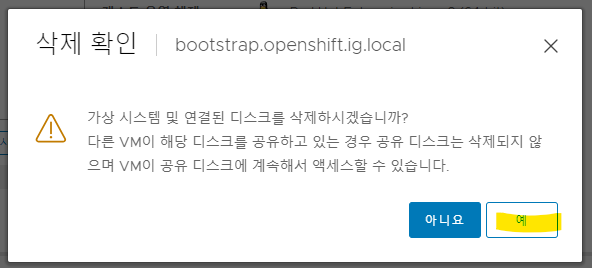 삭제 확인 bootstrap.openshift.ig.local
가상 시스템 및 연결된 디스크를 삭제하시겠습니까?
다른 VM이 해당 디스크를 공유하고 있는 경우 공유 디스크는 삭제되지 않
으며 VM이 공유 디스크에 계속해서 액세스할 수 있습니다.
아니요 예